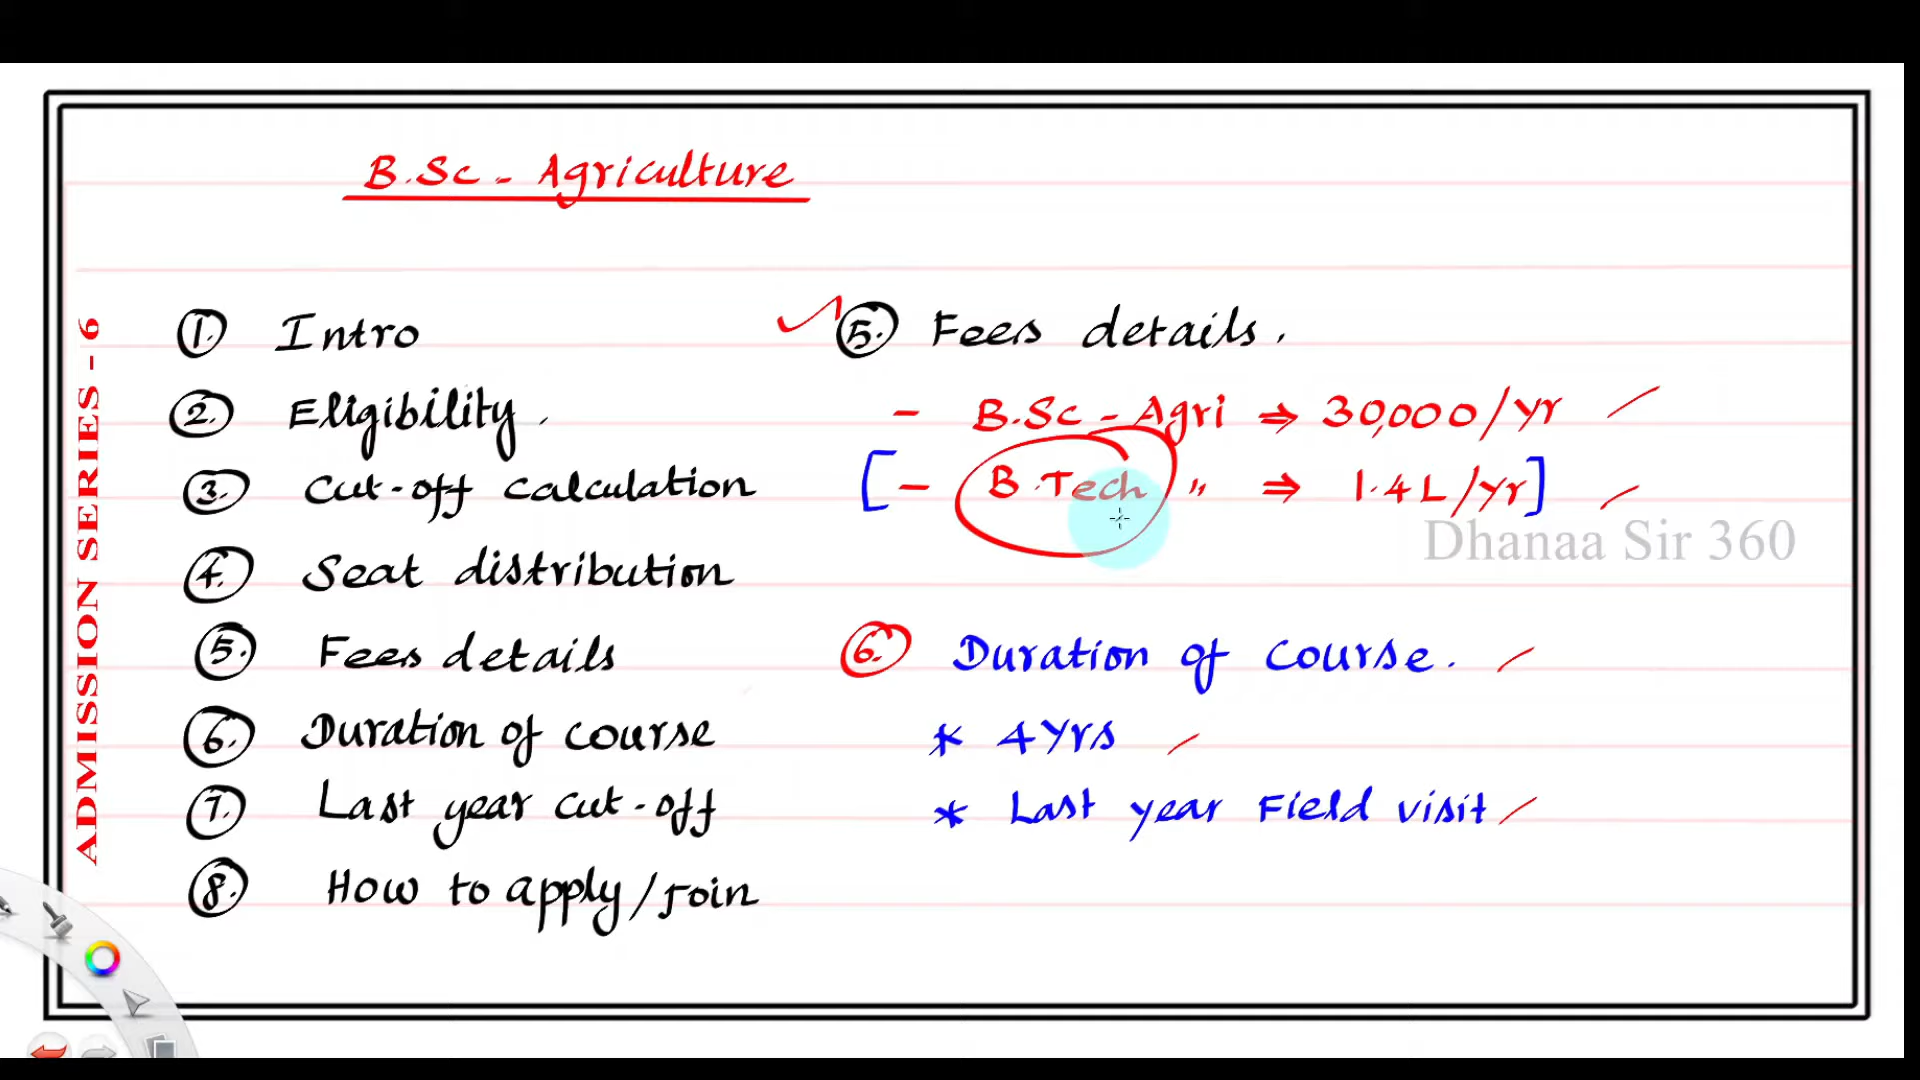 B.Sc - Agriculture
ADMISSION SERIES - 6
1. Intro
2. Eligibility.
3. Cut-off calculation
4. Seat distribution
5. Fees details
6. Duration of course
7. Last year cut-off
8. How to apply/Join
5. Fees details.
- B.Sc - Agri ⇒ 30,000/yr
[- B.Tech " ⇒ 1.4L/yr]
Dhanaa Sir 360
6. Duration of course.
* 4 Yrs
* Last year Field visit